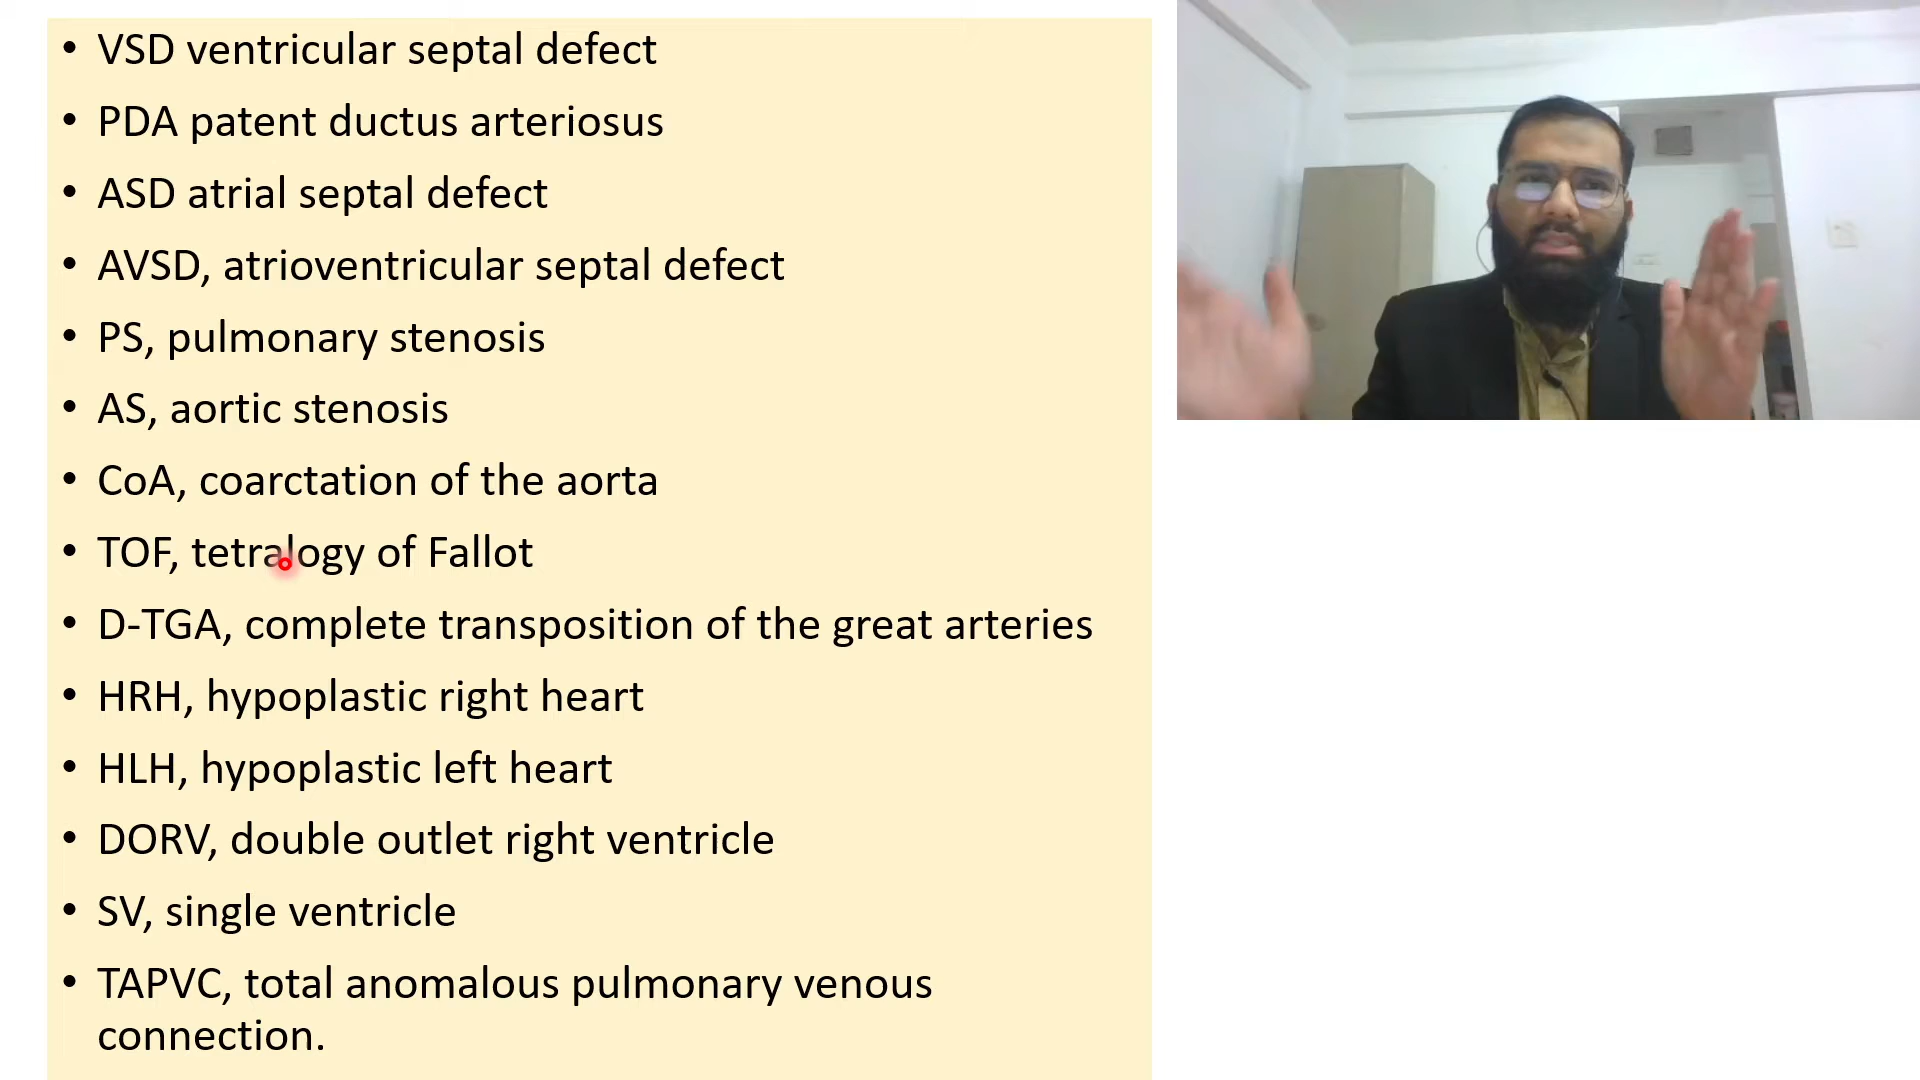 • VSD ventricular septal defect
• PDA patent ductus arteriosus
• ASD atrial septal defect
• AVSD, atrioventricular septal defect
• PS, pulmonary stenosis
• AS, aortic stenosis
• CoA, coarctation of the aorta
• TOF, tetralogy of Fallot
• D-TGA, complete transposition of the great arteries
• HRH, hypoplastic right heart
• HLH, hypoplastic left heart
• DORV, double outlet right ventricle
• SV, single ventricle
• TAPVC, total anomalous pulmonary venous
connection.